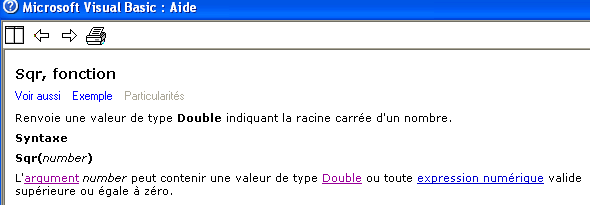 Microsoft Visual Basic : Aide
Sqr, fonction
Voir aussi Exemple Particularités
Renvoie une valeur de type Double indiquant la racine carrée d'un nombre.
Syntaxe
Sqr(number)
L'argument number peut contenir une valeur de type Double ou toute expression numérique valide
supérieure ou égale à zéro.